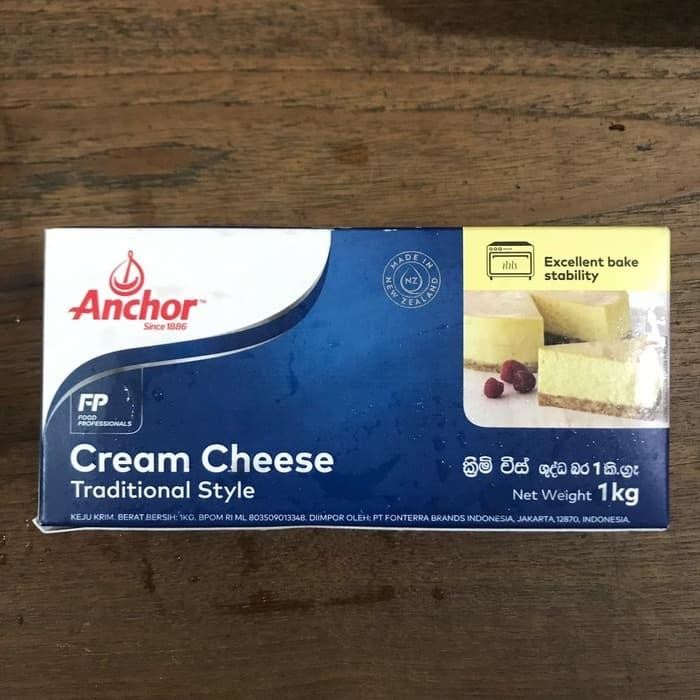 Anchor™
Since 1886
MADE IN
NZ
NEW ZEALAND
Excellent bake
stability
FP
FOOD
PROFESSIONALS
Cream Cheese
Traditional Style
ක්‍රිම් චීස් ශුද්ධ බර 1 කි.ග්‍රෑ
Net Weight 1kg
KEJU KRIM. BERAT BERSIH: 1KG. BPOM RI ML 803509013348. DIIMPOR OLEH: PT FONTERRA BRANDS INDONESIA, JAKARTA,12870, INDONESIA.